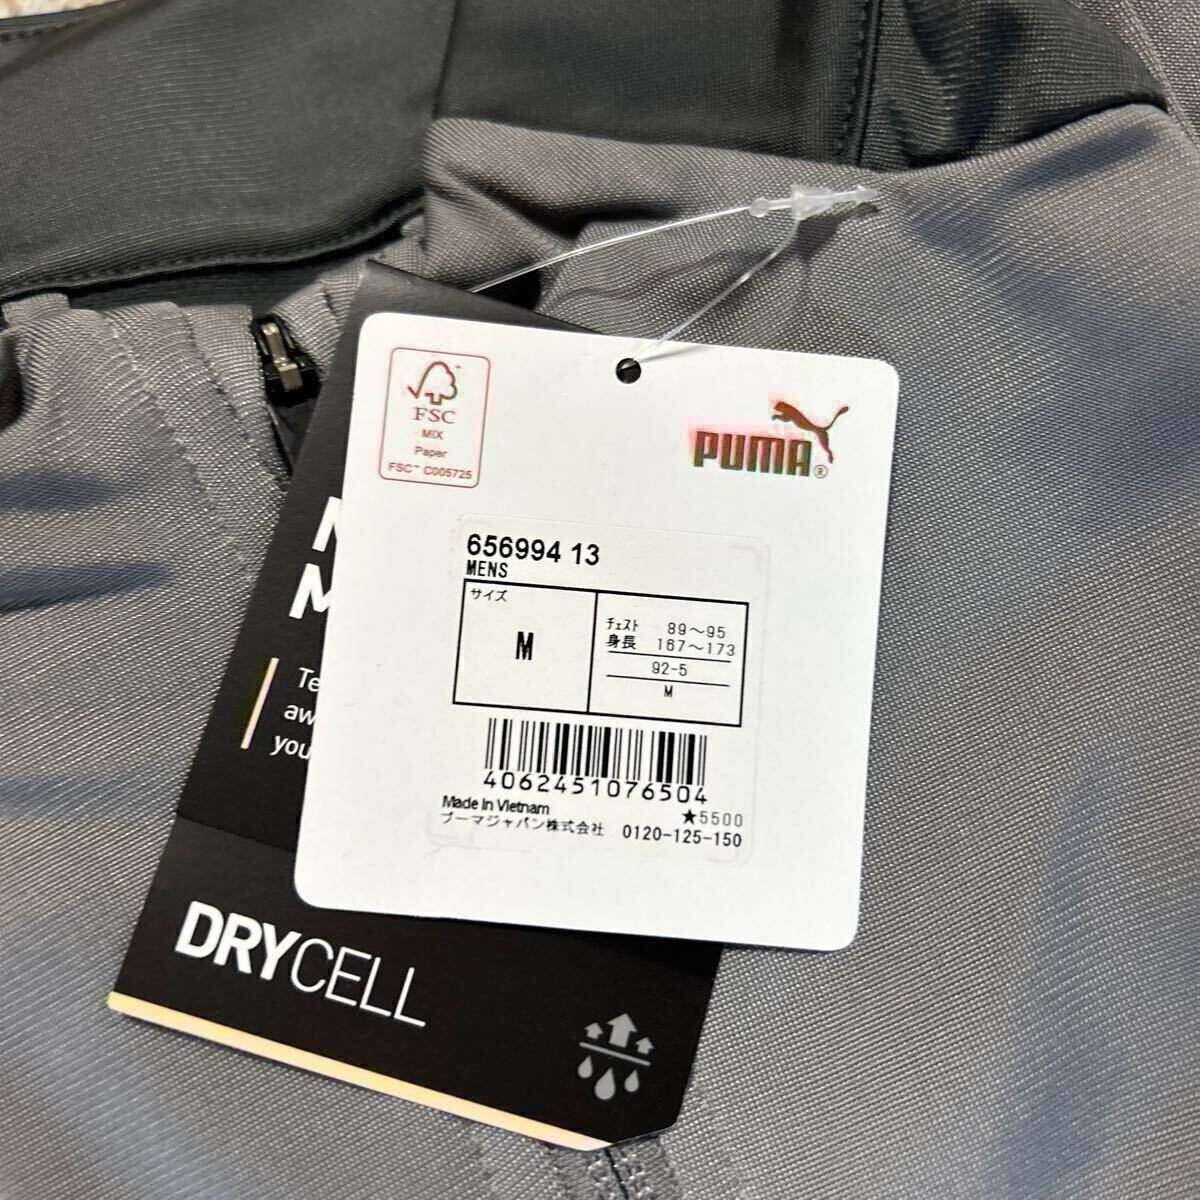 FSC
MIX
Paper
FSC™ C005725
PUMA®
656994 13
MENS
サイズ
M
チェスト 89～95
身長 167～173
92-5
M
4062451076504
Made In Vietnam
★5500
プーマジャパン株式会社 0120-125-150
DRYCELL